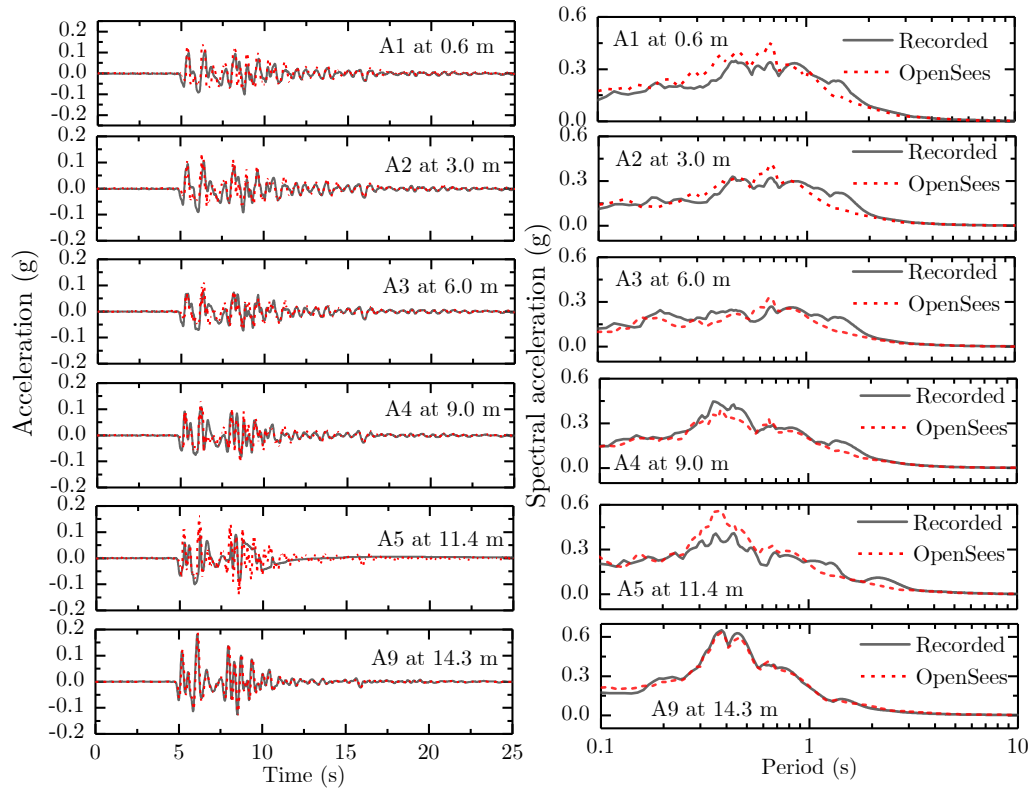 Acceleration (g)
0.2
0.1
0.0
-0.1
-0.2
A1 at 0.6 m
0.2
0.1
0.0
-0.1
-0.2
A2 at 3.0 m
0.2
0.1
0.0
-0.1
-0.2
A3 at 6.0 m
0.2
0.1
0.0
-0.1
-0.2
A4 at 9.0 m
0.2
0.1
0.0
-0.1
-0.2
A5 at 11.4 m
0.2
0.1
0.0
-0.1
-0.2
A9 at 14.3 m
0 5 10 15 20 25
Time (s)
Spectral acceleration (g)
0.6
0.3
0.0
A1 at 0.6 m
Recorded
OpenSees
0.6
0.3
0.0
A2 at 3.0 m
Recorded
OpenSees
0.6
0.3
0.0
A3 at 6.0 m
Recorded
OpenSees
0.6
0.3
0.0
A4 at 9.0 m
Recorded
OpenSees
0.6
0.3
0.0
A5 at 11.4 m
Recorded
OpenSees
0.6
0.3
0.0
A9 at 14.3 m
Recorded
OpenSees
0.1 1 10
Period (s)